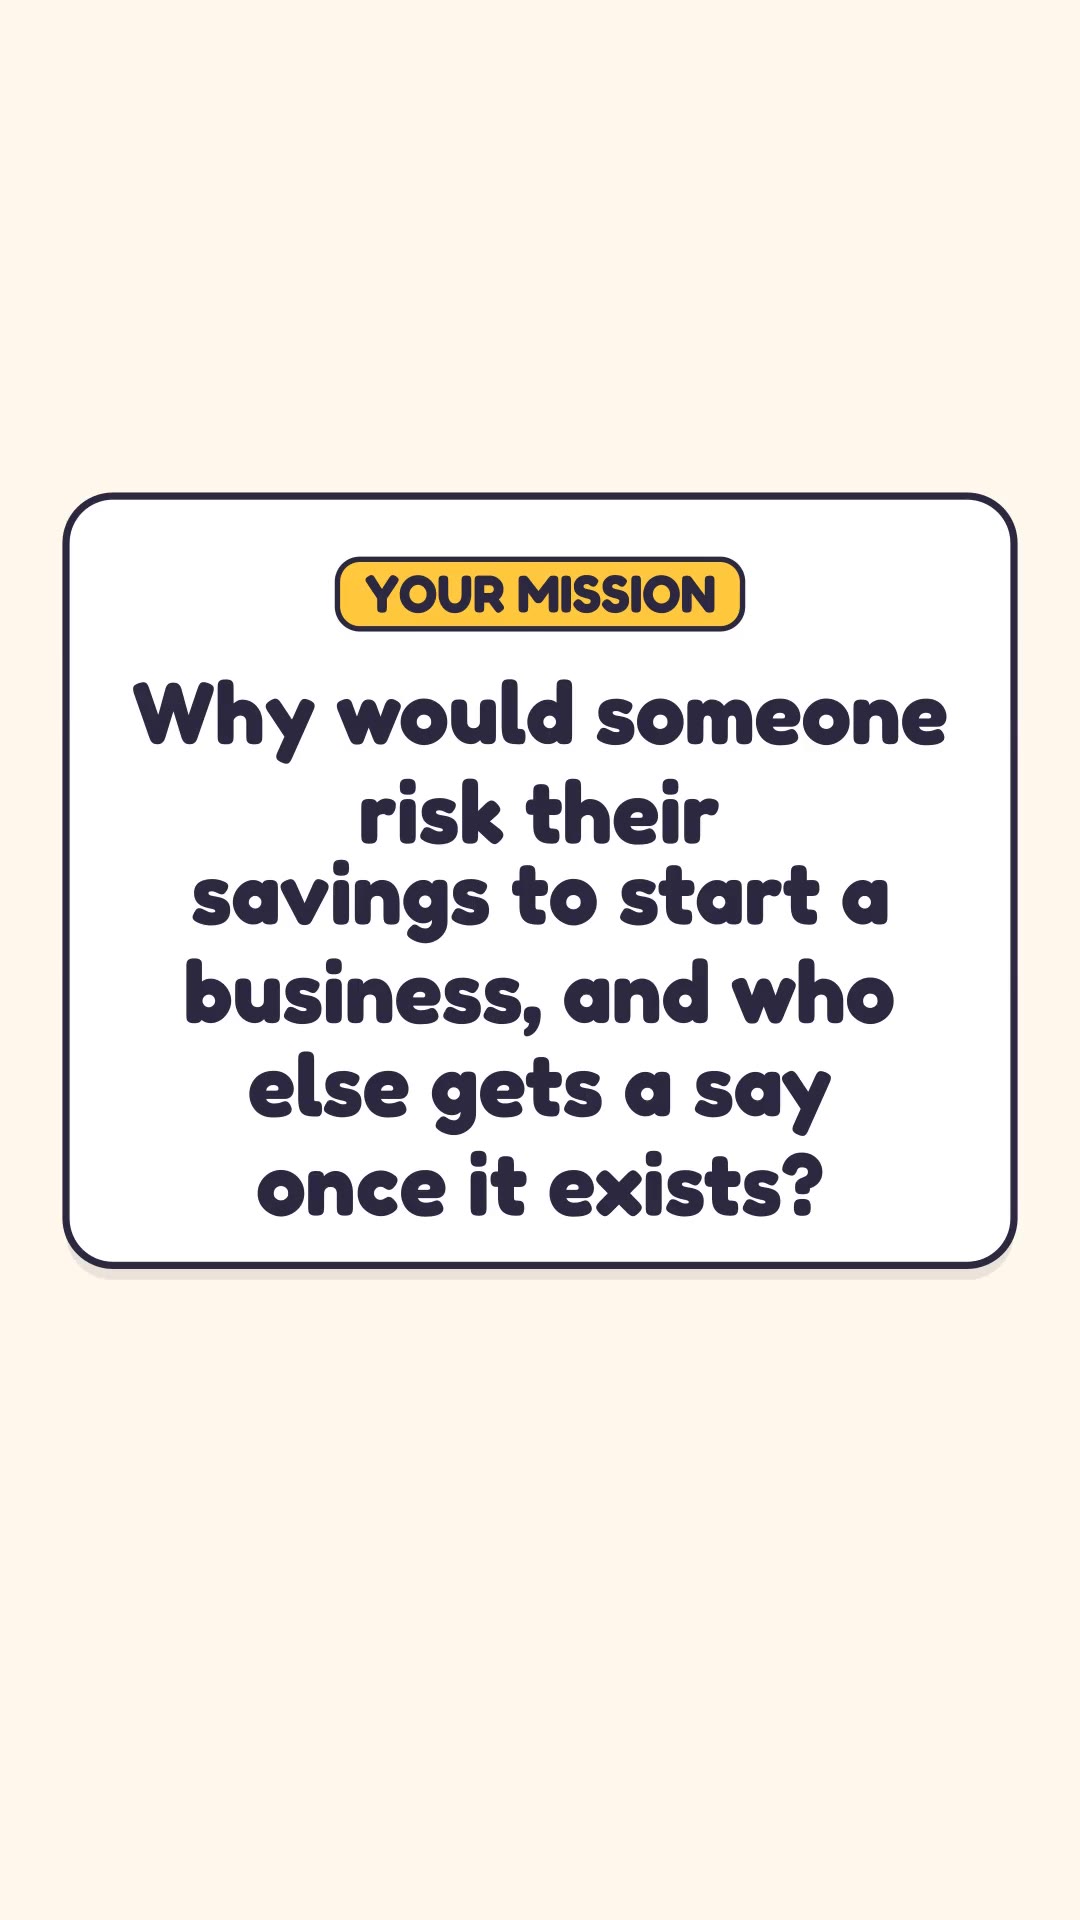 YOUR MISSION
Why would someone
risk their
savings to start a
business, and who
else gets a say
once it exists?